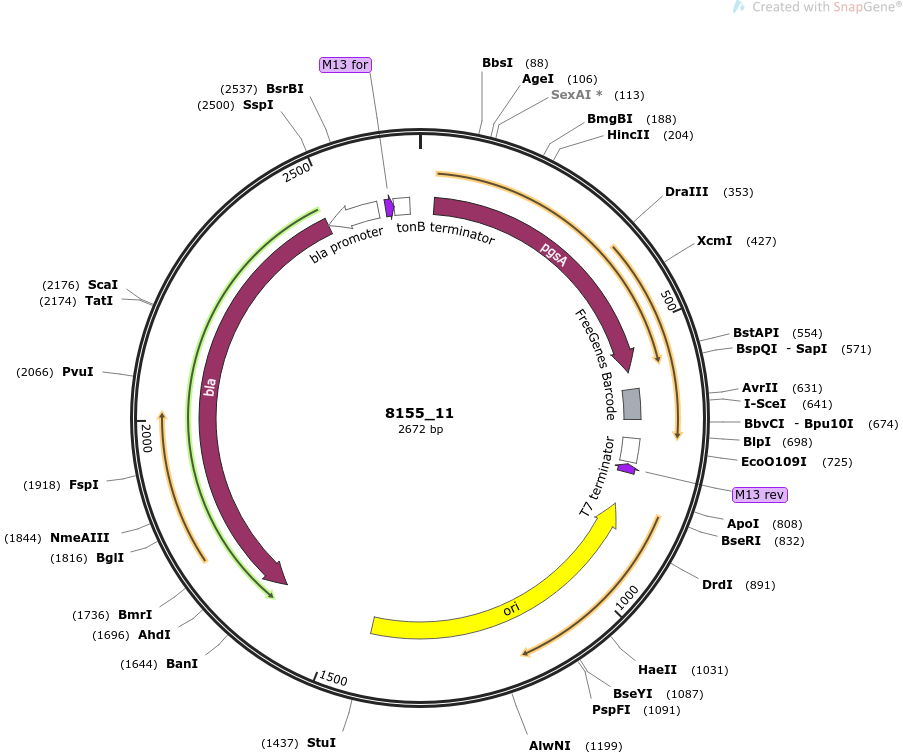 Created with SnapGene®
M13 for
BbsI (88)
AgeI (106)
SexAI * (113)
BmgBI (188)
HincII (204)
DraIII (353)
XcmI (427)
BstAPI (554)
BspQI - SapI (571)
AvrII (631)
I-SceI (641)
BbvCI - Bpu10I (674)
BlpI (698)
EcoO109I (725)
M13 rev
ApoI (808)
BseRI (832)
DrdI (891)
HaeII (1031)
BseYI (1087)
PspFI (1091)
AlwNI (1199)
(1437) StuI
(1644) BanI
(1696) AhdI
(1736) BmrI
(1816) BglI
(1844) NmeAIII
(1918) FspI
(2066) PvuI
(2174) TatI
(2176) ScaI
(2500) SspI
(2537) BsrBI
500
1000
1500
2000
2500
bla promoter
tonB terminator
pgsA
FreeGenes Barcode
T7 terminator
ori
bla
8155_11
2672 bp